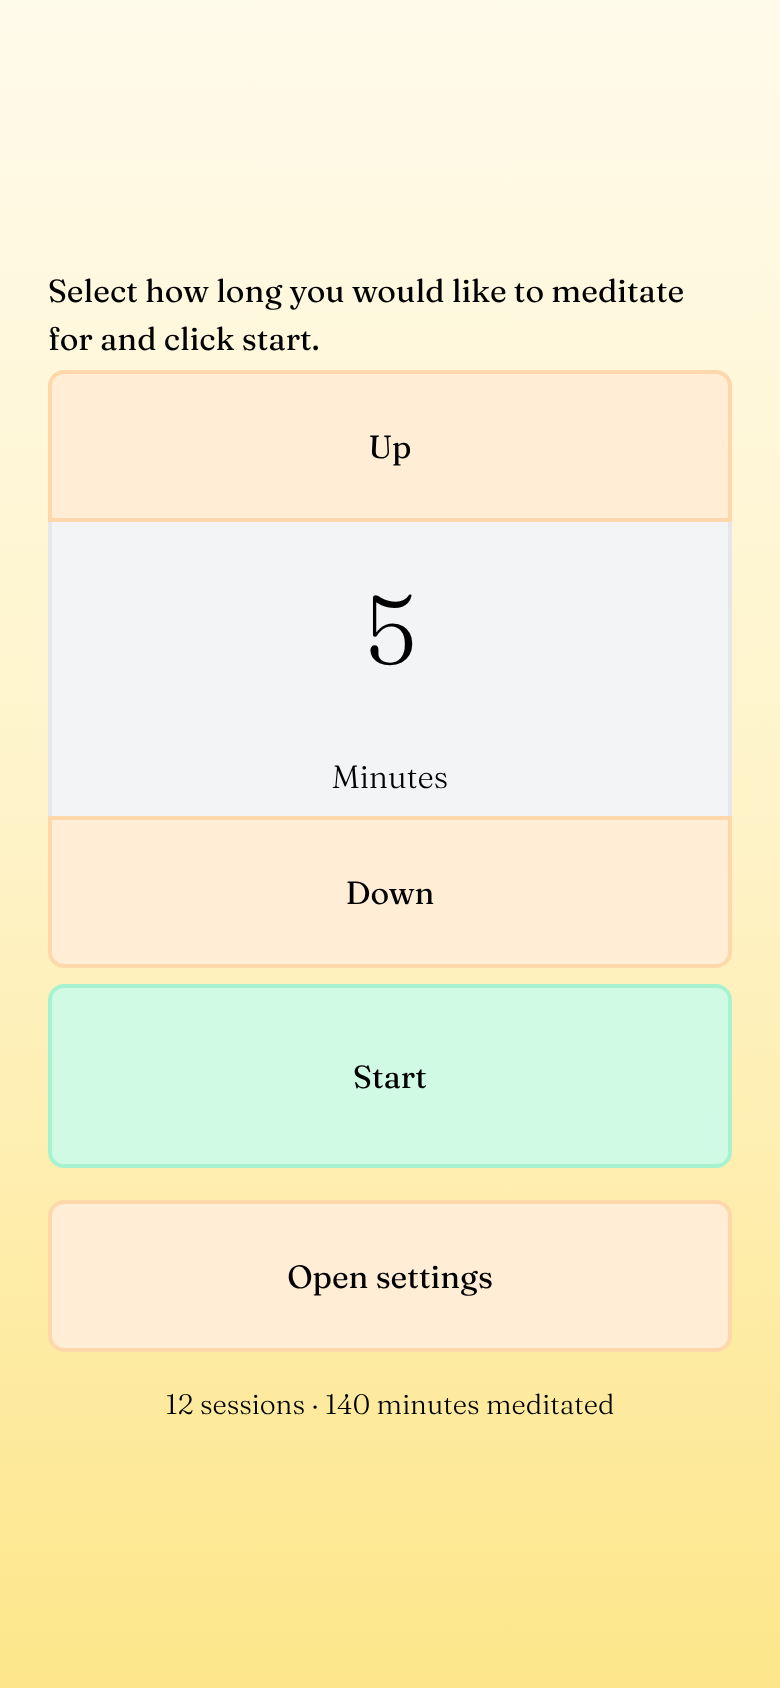 Select how long you would like to meditate
for and click start.
Up
5
Minutes
Down
Start
Open settings
12 sessions · 140 minutes meditated